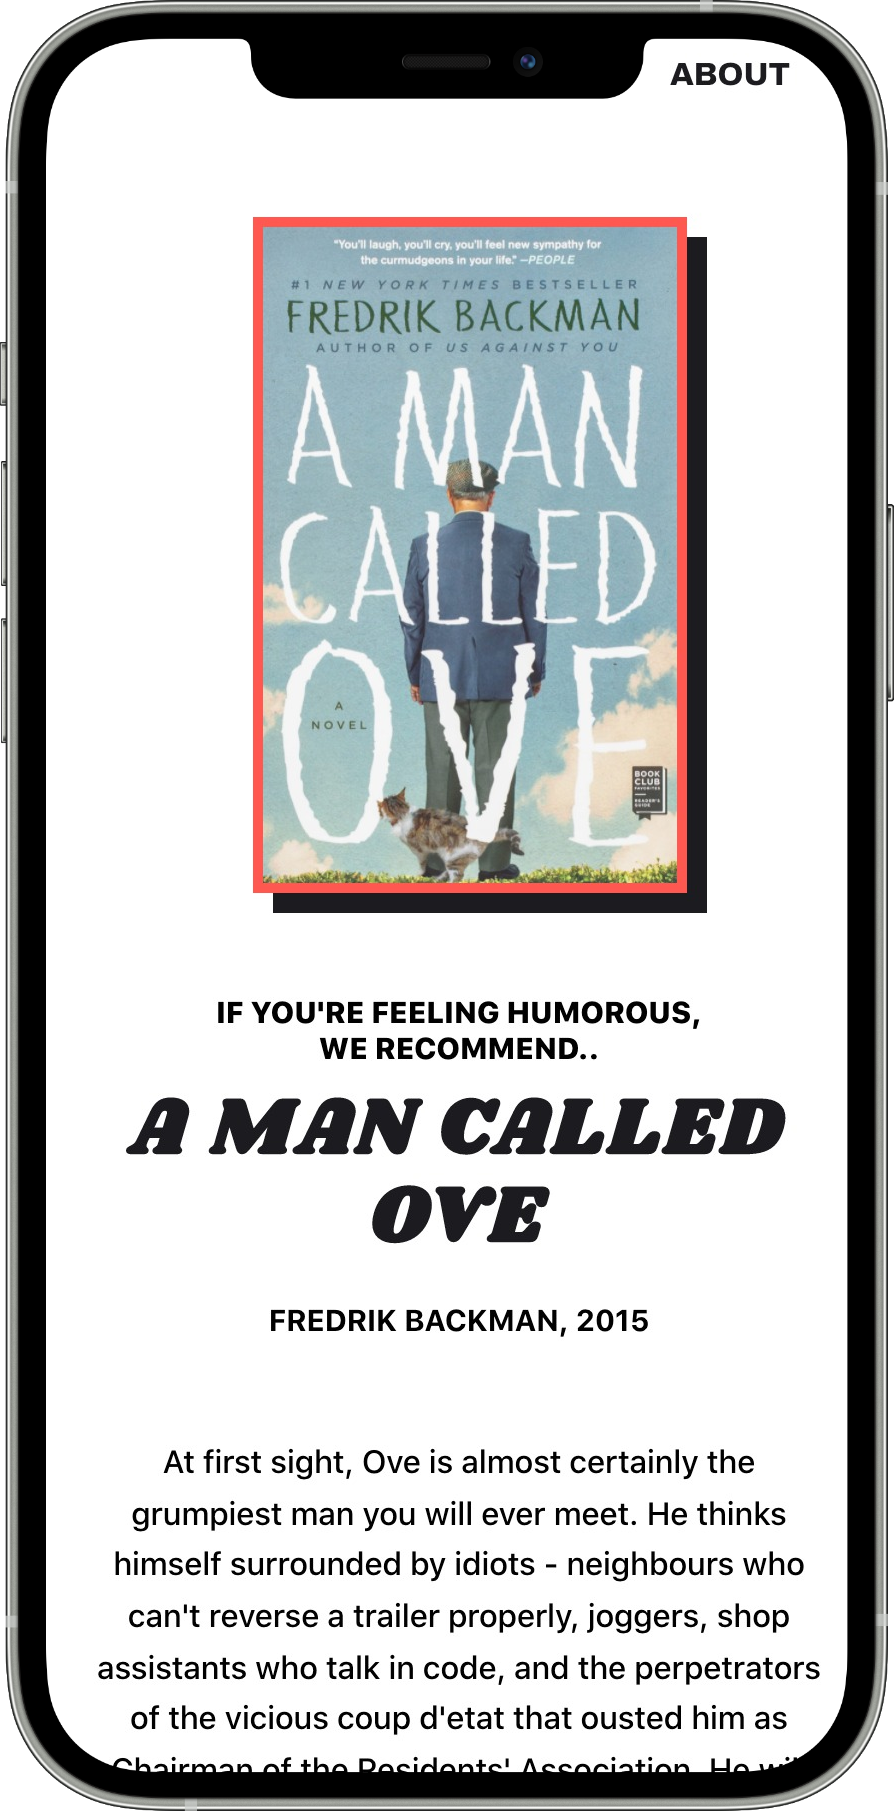 ABOUT
"You'll laugh, you'll cry, you'll feel new sympathy for
the curmudgeons in your life." —PEOPLE
#1 NEW YORK TIMES BESTSELLER
FREDRIK BACKMAN
AUTHOR OF US AGAINST YOU
A MAN
CALLED
OVE
A
NOVEL
BOOK
CLUB
FAVORITES
READER'S
GUIDE
IF YOU'RE FEELING HUMOROUS,
WE RECOMMEND..
A MAN CALLED
OVE
FREDRIK BACKMAN, 2015
At first sight, Ove is almost certainly the
grumpiest man you will ever meet. He thinks
himself surrounded by idiots - neighbours who
can't reverse a trailer properly, joggers, shop
assistants who talk in code, and the perpetrators
of the vicious coup d'etat that ousted him as
Chairman of the Residents' Association. He will